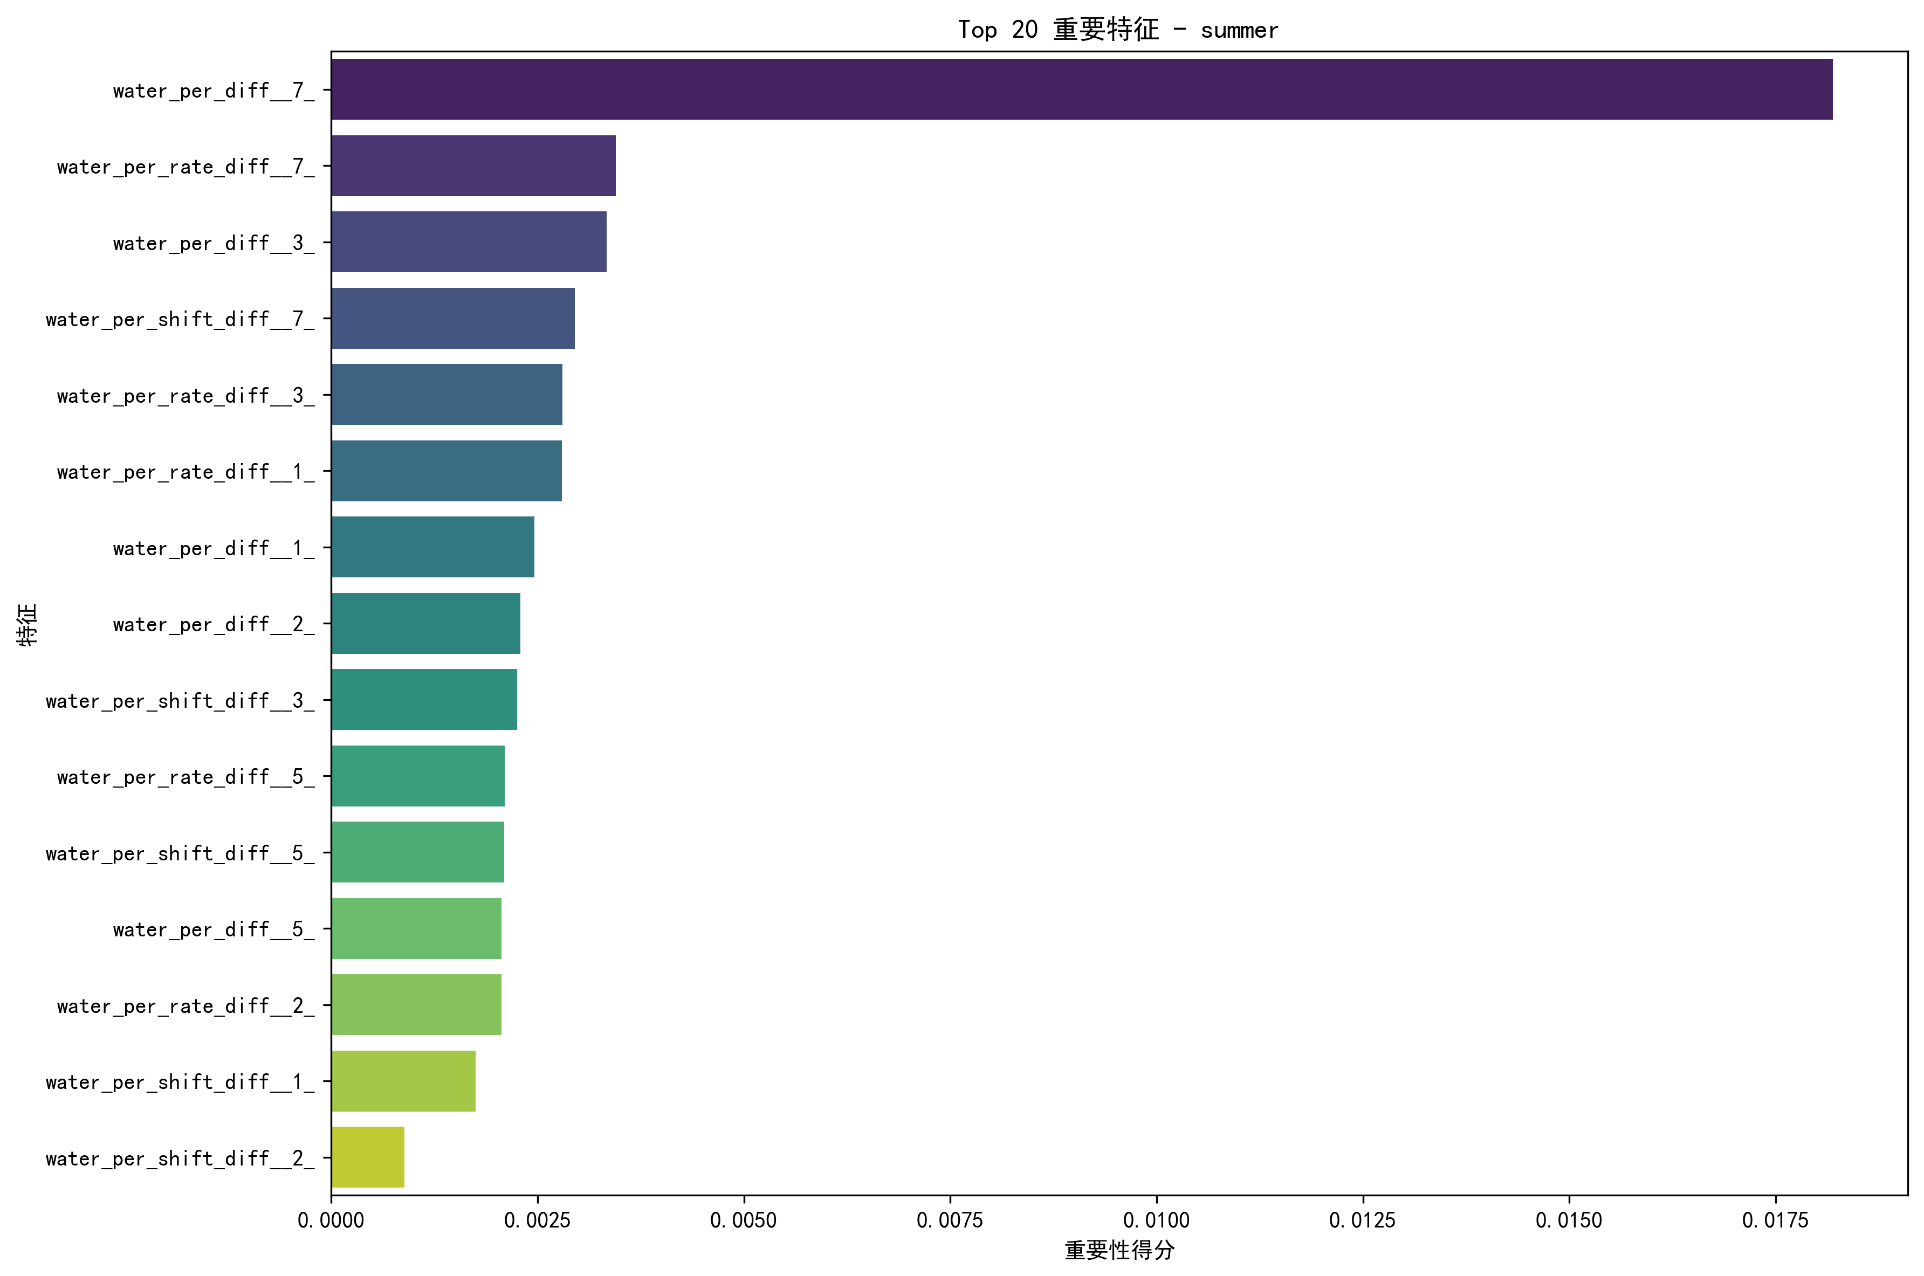 Top 20 重要特征 - summer
water_per_diff__7_
water_per_rate_diff__7_
water_per_diff__3_
water_per_shift_diff__7_
water_per_rate_diff__3_
water_per_rate_diff__1_
water_per_diff__1_
water_per_diff__2_
water_per_shift_diff__3_
water_per_rate_diff__5_
water_per_shift_diff__5_
water_per_diff__5_
water_per_rate_diff__2_
water_per_shift_diff__1_
water_per_shift_diff__2_
特征
0.0000 0.0025 0.0050 0.0075 0.0100 0.0125 0.0150 0.0175
重要性得分